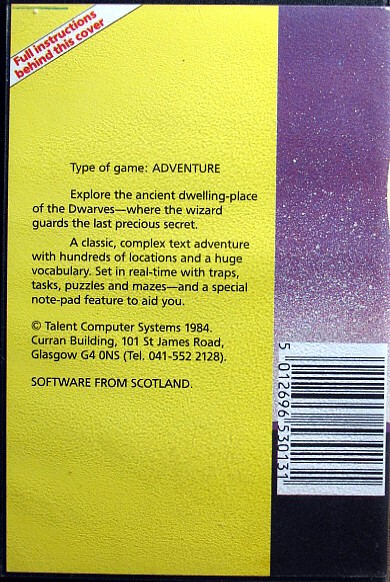 Full instructions
behind this cover
Type of game: ADVENTURE
Explore the ancient dwelling-place
of the Dwarves—where the wizard
guards the last precious secret.
A classic, complex text adventure
with hundreds of locations and a huge
vocabulary. Set in real-time with traps,
tasks, puzzles and mazes—and a special
note-pad feature to aid you.
© Talent Computer Systems 1984.
Curran Building, 101 St James Road,
Glasgow G4 0NS (Tel. 041-552 2128).
SOFTWARE FROM SCOTLAND.
5 012696 530131